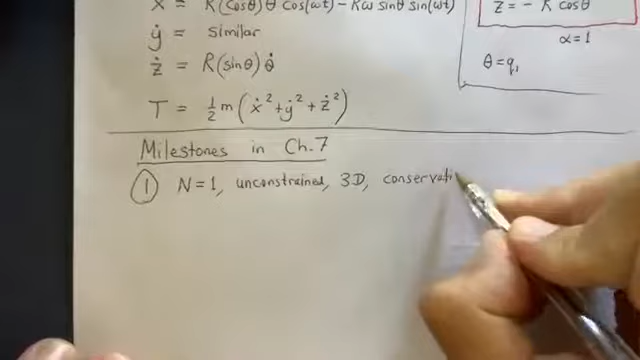 ẋ = R(cosθ)θ̇ cos(ωt) − Rω sinθ sin(ωt)
ẏ = similar
ż = R(sinθ)θ̇
T = ½m(ẋ²+ẏ²+ż²)
z = − R cosθ
α=1
θ = q₁
Milestones in Ch.7
① N=1, unconstrained, 3D, conservati